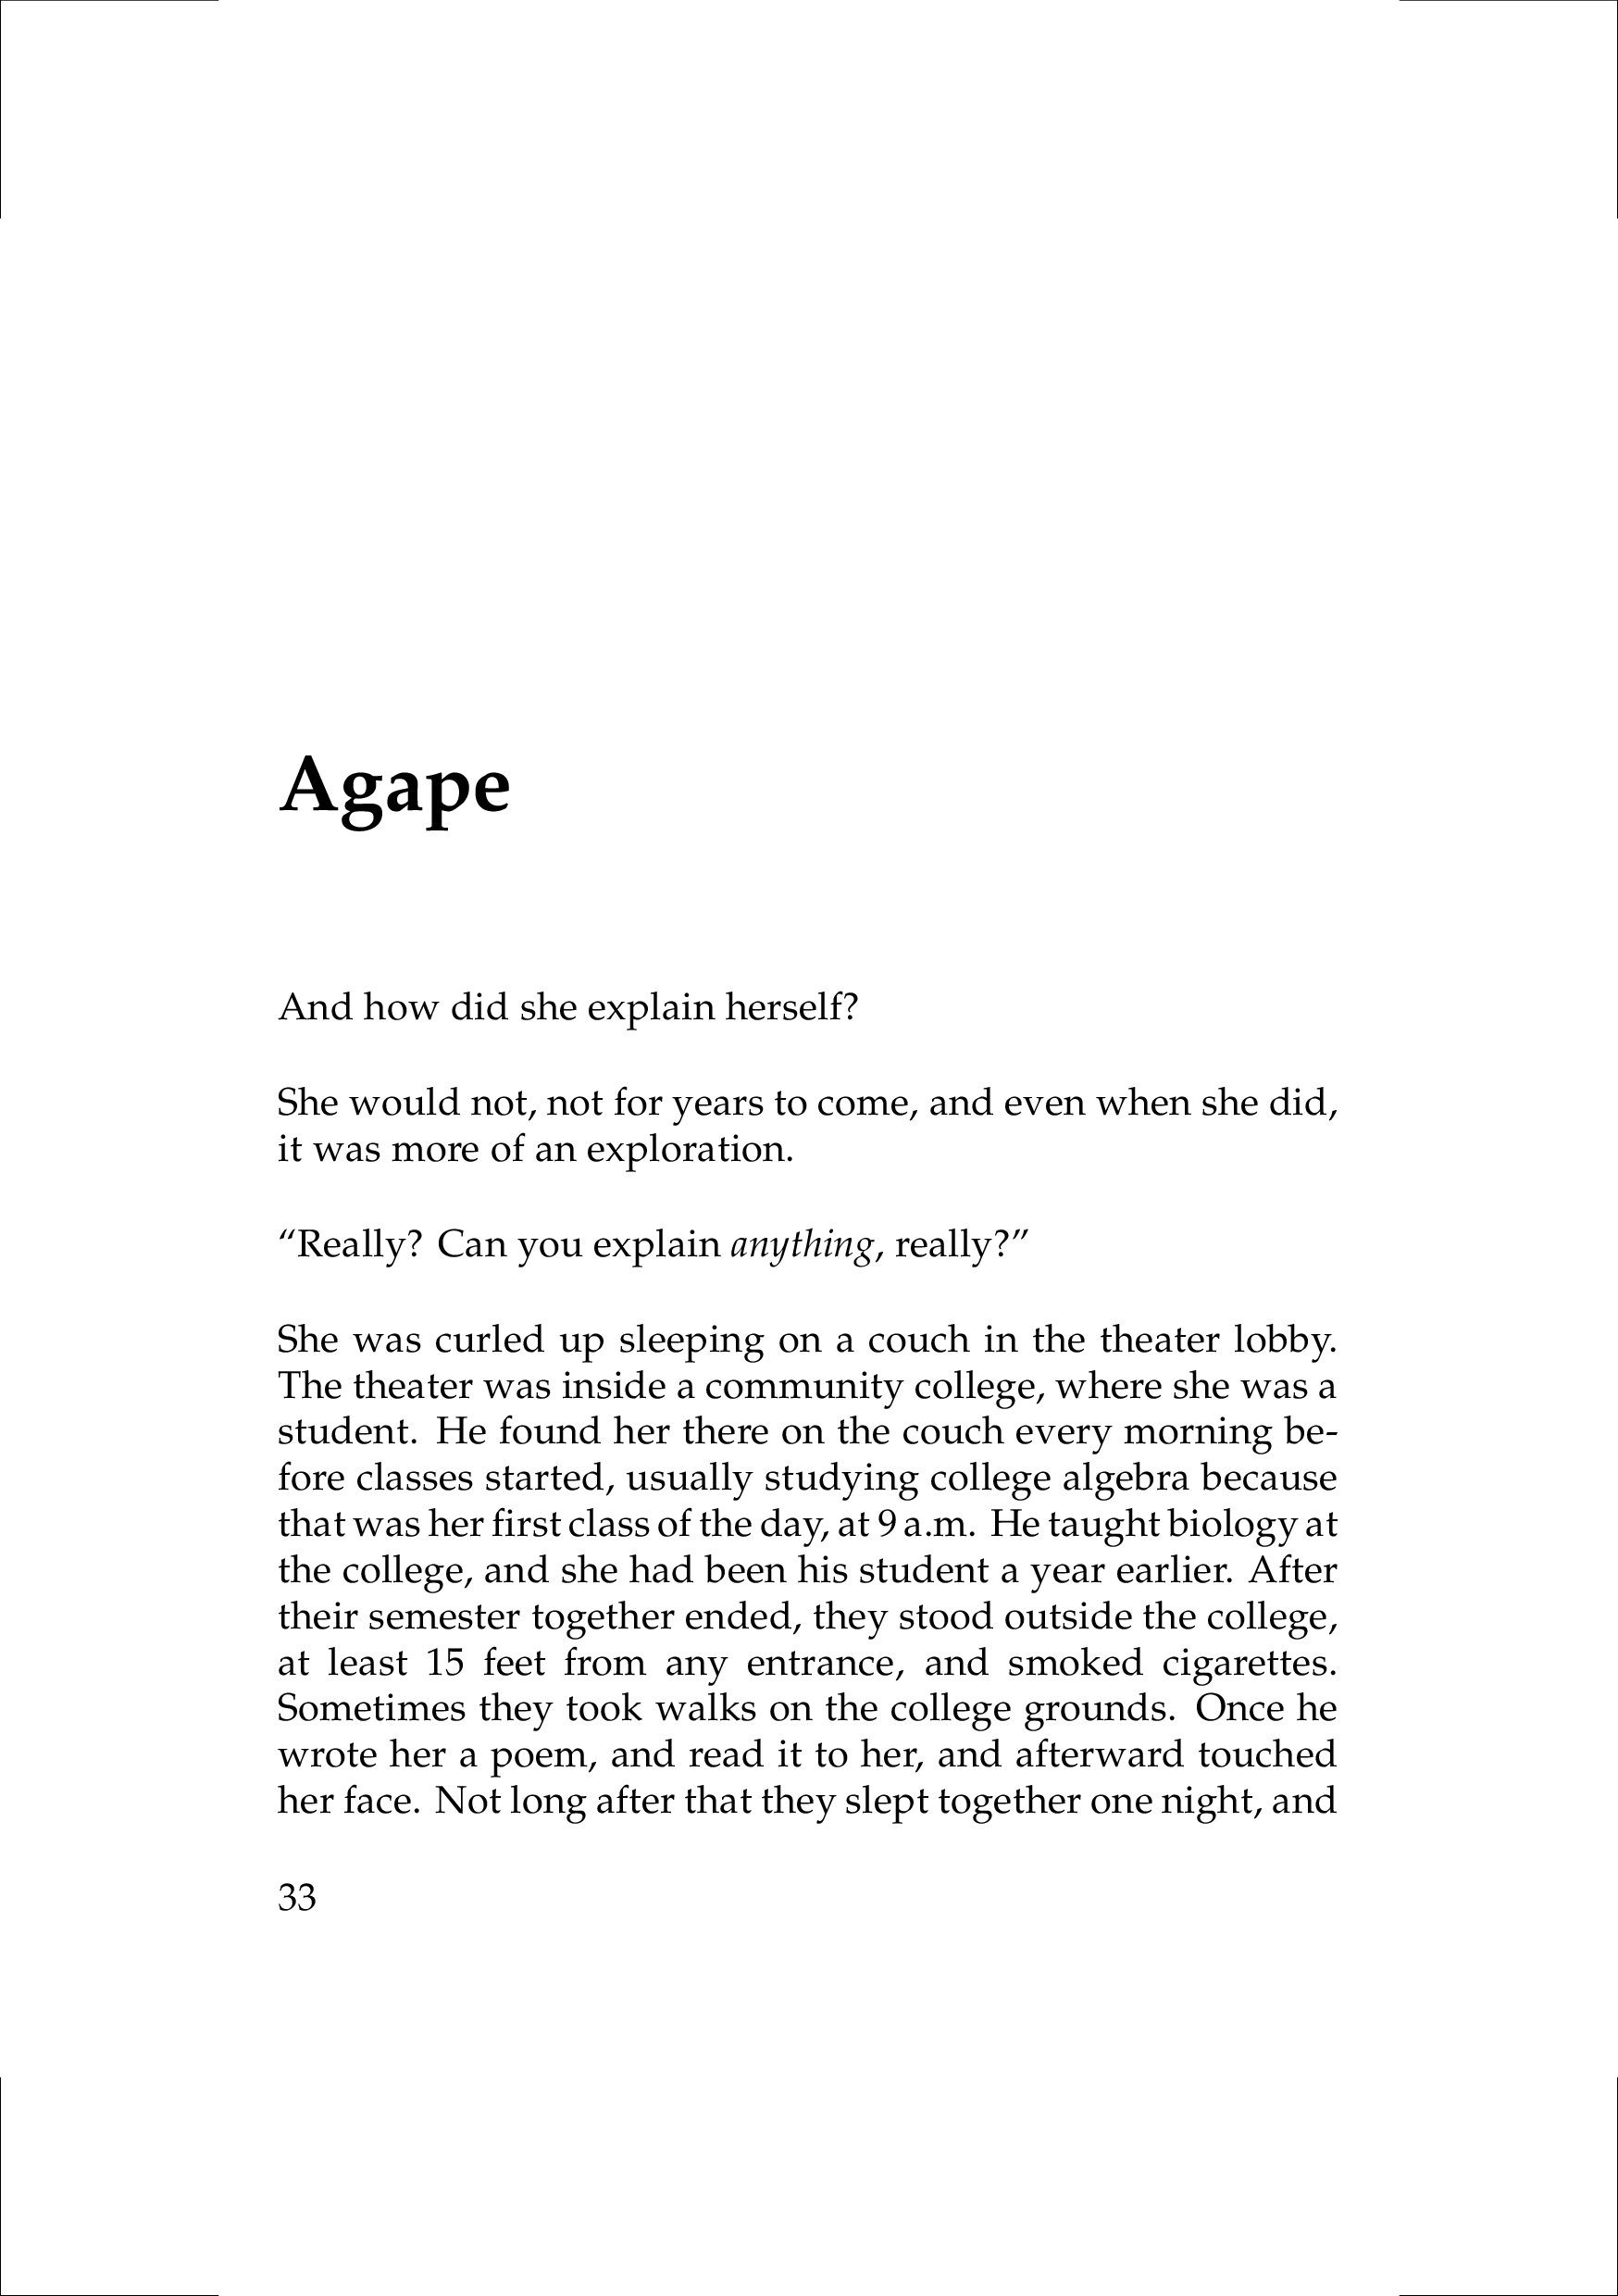 Agape
And how did she explain herself?
She would not, not for years to come, and even when she did,
it was more of an exploration.
“Really? Can you explain anything, really?”
She was curled up sleeping on a couch in the theater lobby.
The theater was inside a community college, where she was a
student. He found her there on the couch every morning be-
fore classes started, usually studying college algebra because
that was her first class of the day, at 9 a.m. He taught biology at
the college, and she had been his student a year earlier. After
their semester together ended, they stood outside the college,
at least 15 feet from any entrance, and smoked cigarettes.
Sometimes they took walks on the college grounds. Once he
wrote her a poem, and read it to her, and afterward touched
her face. Not long after that they slept together one night, and
33